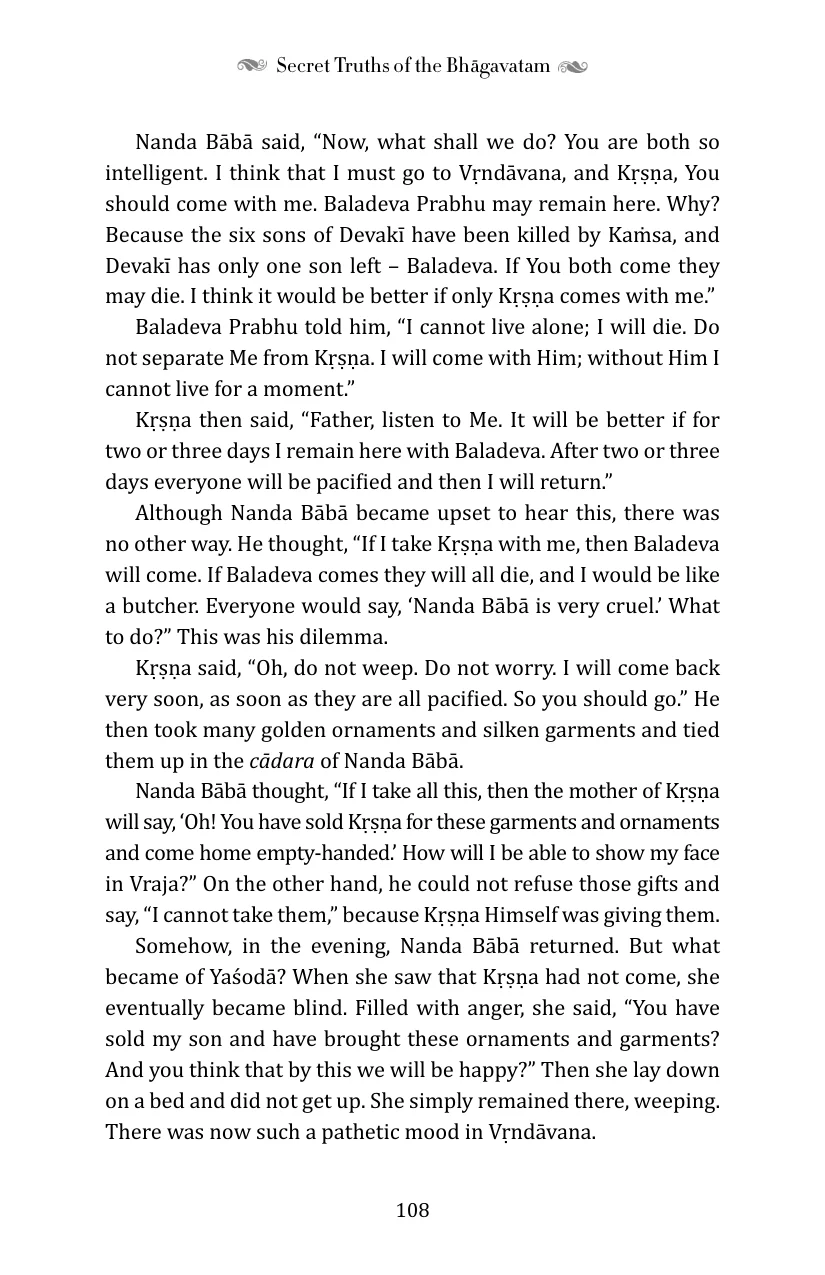 Secret Truths of the Bhāgavatam
Nanda Bābā said, “Now, what shall we do? You are both so
intelligent. I think that I must go to Vṛndāvana, and Kṛṣṇa, You
should come with me. Baladeva Prabhu may remain here. Why?
Because the six sons of Devakī have been killed by Kaṁsa, and
Devakī has only one son left – Baladeva. If You both come they
may die. I think it would be better if only Kṛṣṇa comes with me.”
Baladeva Prabhu told him, “I cannot live alone; I will die. Do
not separate Me from Kṛṣṇa. I will come with Him; without Him I
cannot live for a moment.”
Kṛṣṇa then said, “Father, listen to Me. It will be better if for
two or three days I remain here with Baladeva. After two or three
days everyone will be pacified and then I will return.”
Although Nanda Bābā became upset to hear this, there was
no other way. He thought, “If I take Kṛṣṇa with me, then Baladeva
will come. If Baladeva comes they will all die, and I would be like
a butcher. Everyone would say, ‘Nanda Bābā is very cruel.’ What
to do?” This was his dilemma.
Kṛṣṇa said, “Oh, do not weep. Do not worry. I will come back
very soon, as soon as they are all pacified. So you should go.” He
then took many golden ornaments and silken garments and tied
them up in the cādara of Nanda Bābā.
Nanda Bābā thought, “If I take all this, then the mother of Kṛṣṇa
will say, ‘Oh! You have sold Kṛṣṇa for these garments and ornaments
and come home empty-handed.’ How will I be able to show my face
in Vraja?” On the other hand, he could not refuse those gifts and
say, “I cannot take them,” because Kṛṣṇa Himself was giving them.
Somehow, in the evening, Nanda Bābā returned. But what
became of Yaśodā? When she saw that Kṛṣṇa had not come, she
eventually became blind. Filled with anger, she said, “You have
sold my son and have brought these ornaments and garments?
And you think that by this we will be happy?” Then she lay down
on a bed and did not get up. She simply remained there, weeping.
There was now such a pathetic mood in Vṛndāvana.
108